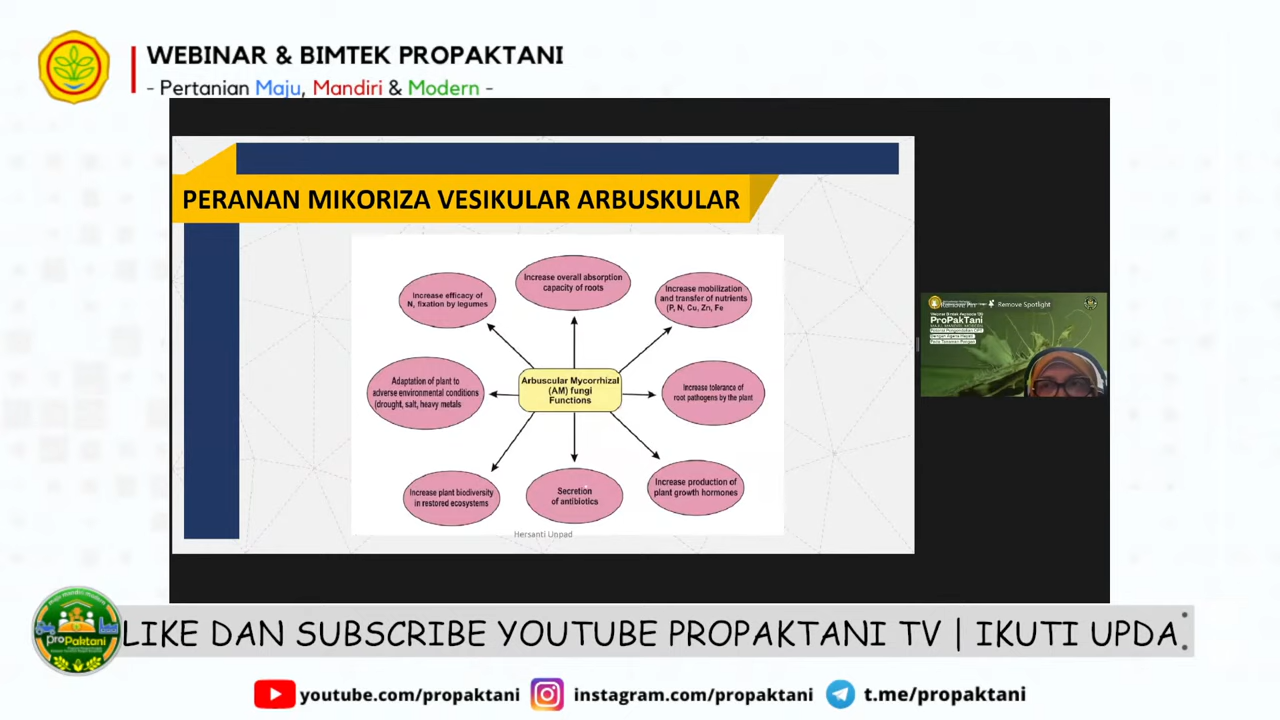 WEBINAR & BIMTEK PROPAKTANI
- Pertanian Maju, Mandiri & Modern -
PERANAN MIKORIZA VESIKULAR ARBUSKULAR
Increase overall absorption
capacity of roots
Increase efficacy of
N, fixation by legumes
Increase mobilization
and transfer of nutrients
(P, N, Cu, Zn, Fe
Arbuscular Mycorrhizal
(AM) fungi
Functions
Adaptation of plant to
adverse environmental conditions
(drought, salt, heavy metals
Increase tolerance of
root pathogens by the plant
Increase plant biodiversity
in restored ecosystems
Secretion
of antibiotics
Increase production of
plant growth hormones
Hersanti Unpad
Remove Spotlight
ProPakTani
proPaktani
LIKE DAN SUBSCRIBE YOUTUBE PROPAKTANI TV | IKUTI UPDA
youtube.com/propaktani
instagram.com/propaktani
t.me/propaktani